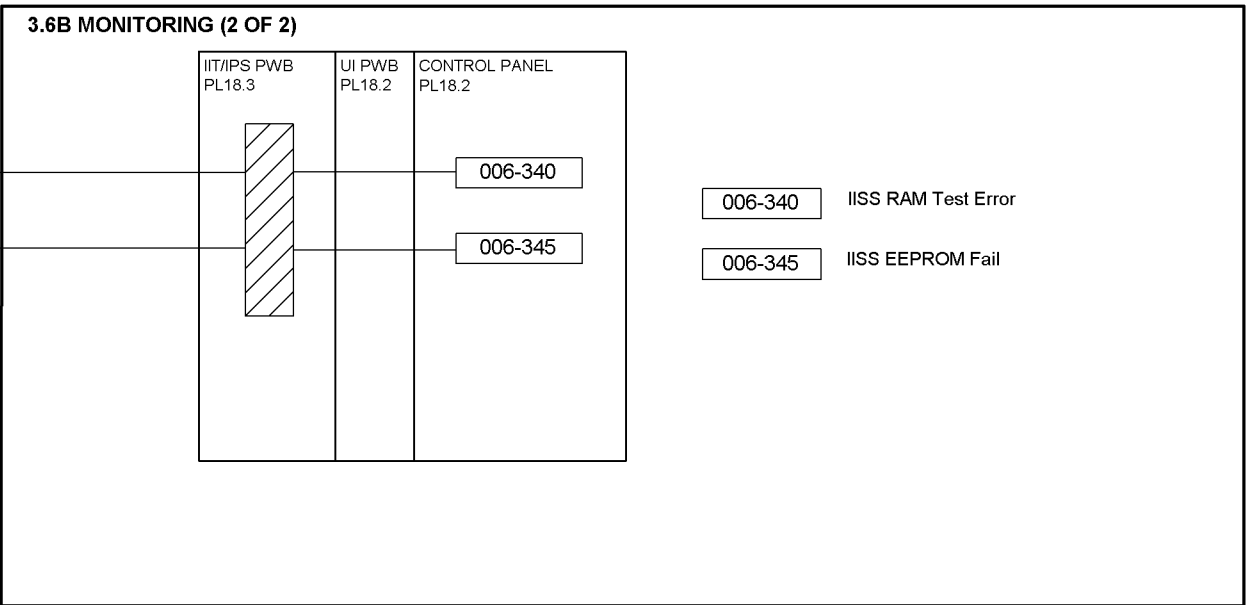 3.6B MONITORING (2 OF 2)
IIT/IPS PWB
PL18.3
UI PWB
PL18.2
CONTROL PANEL
PL18.2
006-340
006-345
006-340 IISS RAM Test Error
006-345 IISS EEPROM Fail